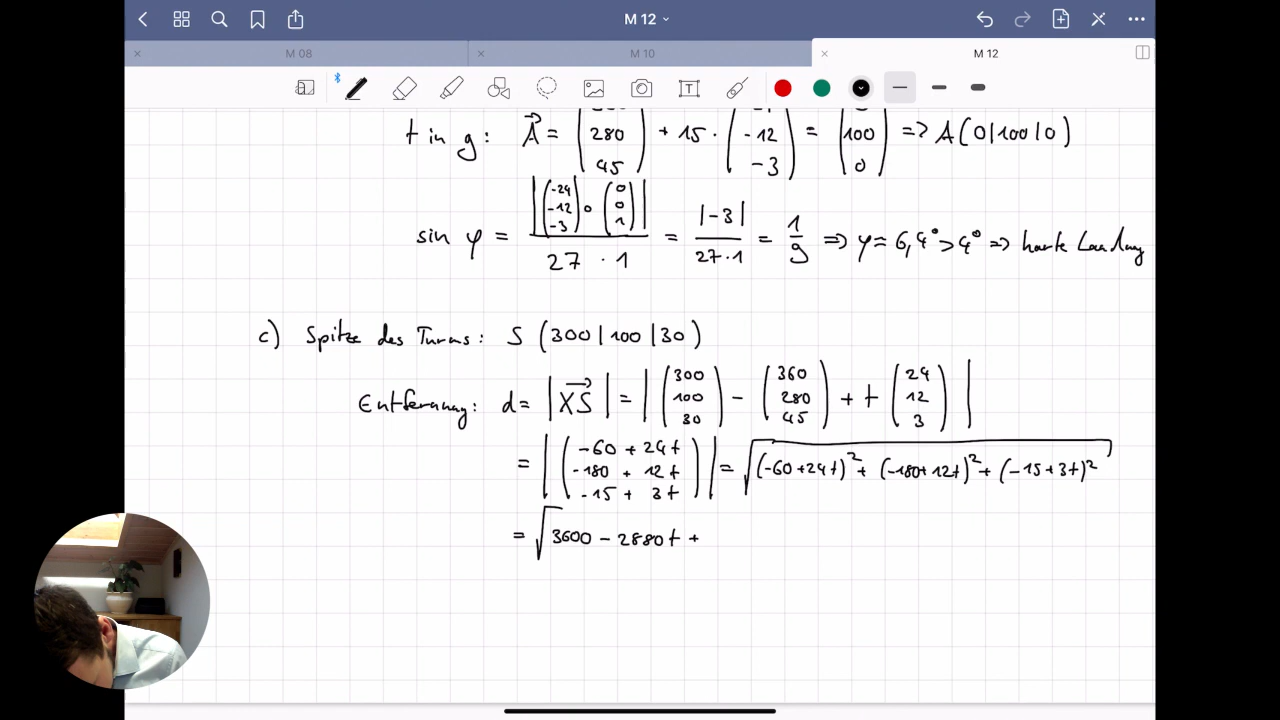 M 12
M 08 M 10 M 12
t in g: A⃗ = (280 45) + 15 · (-12 -3) = (100 0) => A(0|100|0)
sin φ = |(-24 -12 -3) ∘ (0 0 1)| / 27 · 1 = |-3| / 27·1 = 1/9 => φ ≈ 6,4° > 4° => harte Landung
c) Spitze des Turms: S (300|100|30)
Entfernung: d = |XS⃗| = |(300 100 30) - (360 280 45) + t (24 12 3)|
= |(-60 + 24t -180 + 12t -15 + 3t)| = √(-60+24t)² + (-180+12t)² + (-15+3t)²
= √3600 - 2880t +